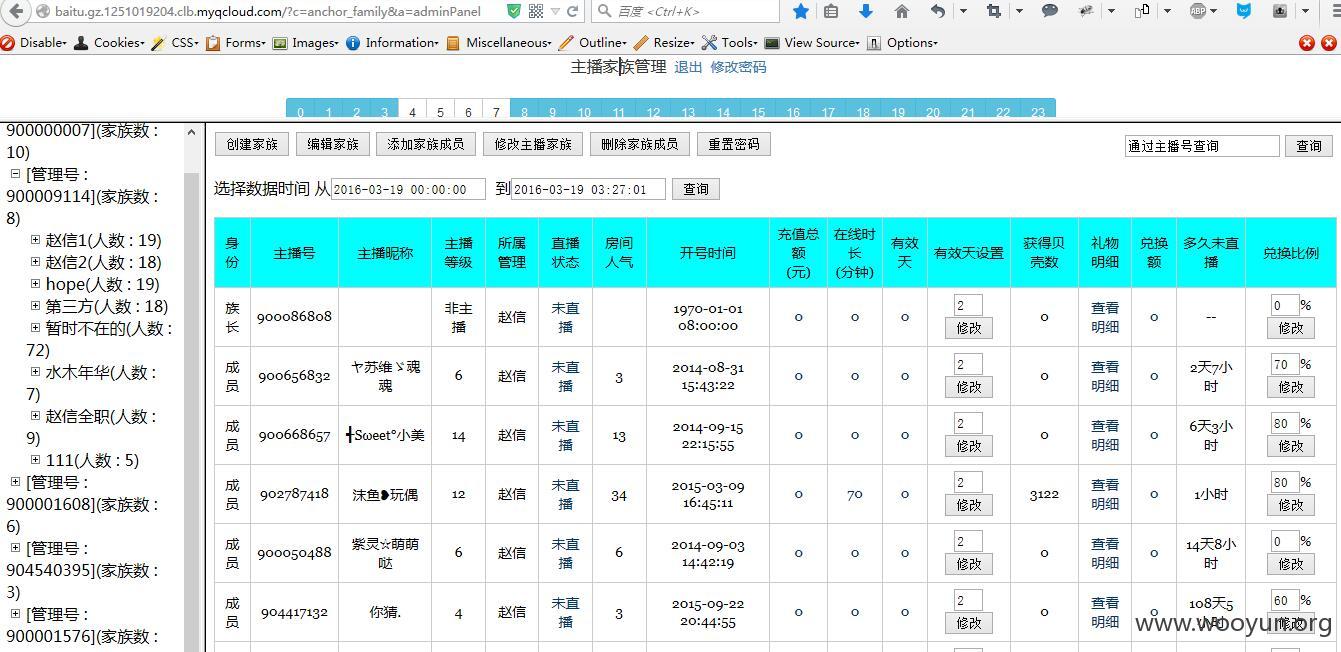 baitu.gz.1251019204.clb.myqcloud.com/?c=anchor_family&a=adminPanel
百度 <Ctrl+K>
ABP
Disable Cookies CSS Forms Images Information Miscellaneous Outline Resize Tools View Source Options
主播家族管理 退出 修改密码
0 1 2 3 4 5 6 7 8 9 10 11 12 13 14 15 16 17 18 19 20 21 22 23
900000007](家族数 :
10)
[管理号 :
900009114](家族数 :
8)
赵信1(人数 : 19)
赵信2(人数 : 18)
hope(人数 : 19)
第三方(人数 : 18)
暂时不在的(人数 :
72)
水木年华(人数 :
7)
赵信全职(人数 :
9)
111(人数 : 5)
[管理号 :
900001608](家族数 :
6)
[管理号 :
904540395](家族数 :
3)
[管理号 :
900001576](家族数 :
创建家族 编辑家族 添加家族成员 修改主播家族 删除家族成员 重置密码 通过主播号查询 查询
选择数据时间 从 2016-03-19 00:00:00 到 2016-03-19 03:27:01 查询
身份 主播号 主播昵称 主播等级 所属管理 直播状态 房间人气 开号时间 充值总额(元) 在线时长(分钟) 有效天 有效天设置 获得贝壳数 礼物明细 兑换额 多久未直播 兑换比例
族长 900086808 非主播 赵信 未直播 1970-01-01 08:00:00 0 0 0 2 修改 0 查看明细 0 -- 0 % 修改
成员 900656832 ヤ苏维ゞ魂魂 6 赵信 未直播 3 2014-08-31 15:43:22 0 0 0 2 修改 0 查看明细 0 2天7小时 70 % 修改
成员 900668657 ╋Sωeet°小美 14 赵信 未直播 13 2014-09-15 22:15:55 0 0 0 2 修改 0 查看明细 0 6天3小时 80 % 修改
成员 902787418 沫鱼❥玩偶 12 赵信 未直播 34 2015-03-09 16:45:11 0 70 0 2 修改 3122 查看明细 0 1小时 80 % 修改
成员 900050488 紫灵☆萌萌哒 6 赵信 未直播 6 2014-09-03 14:42:19 0 0 0 2 修改 0 查看明细 0 14天8小时 0 % 修改
成员 904417132 你猜. 4 赵信 未直播 3 2015-09-22 20:44:55 0 0 0 2 修改 0 查看明细 0 108天5小时 60 % 修改
www.wooyun.org